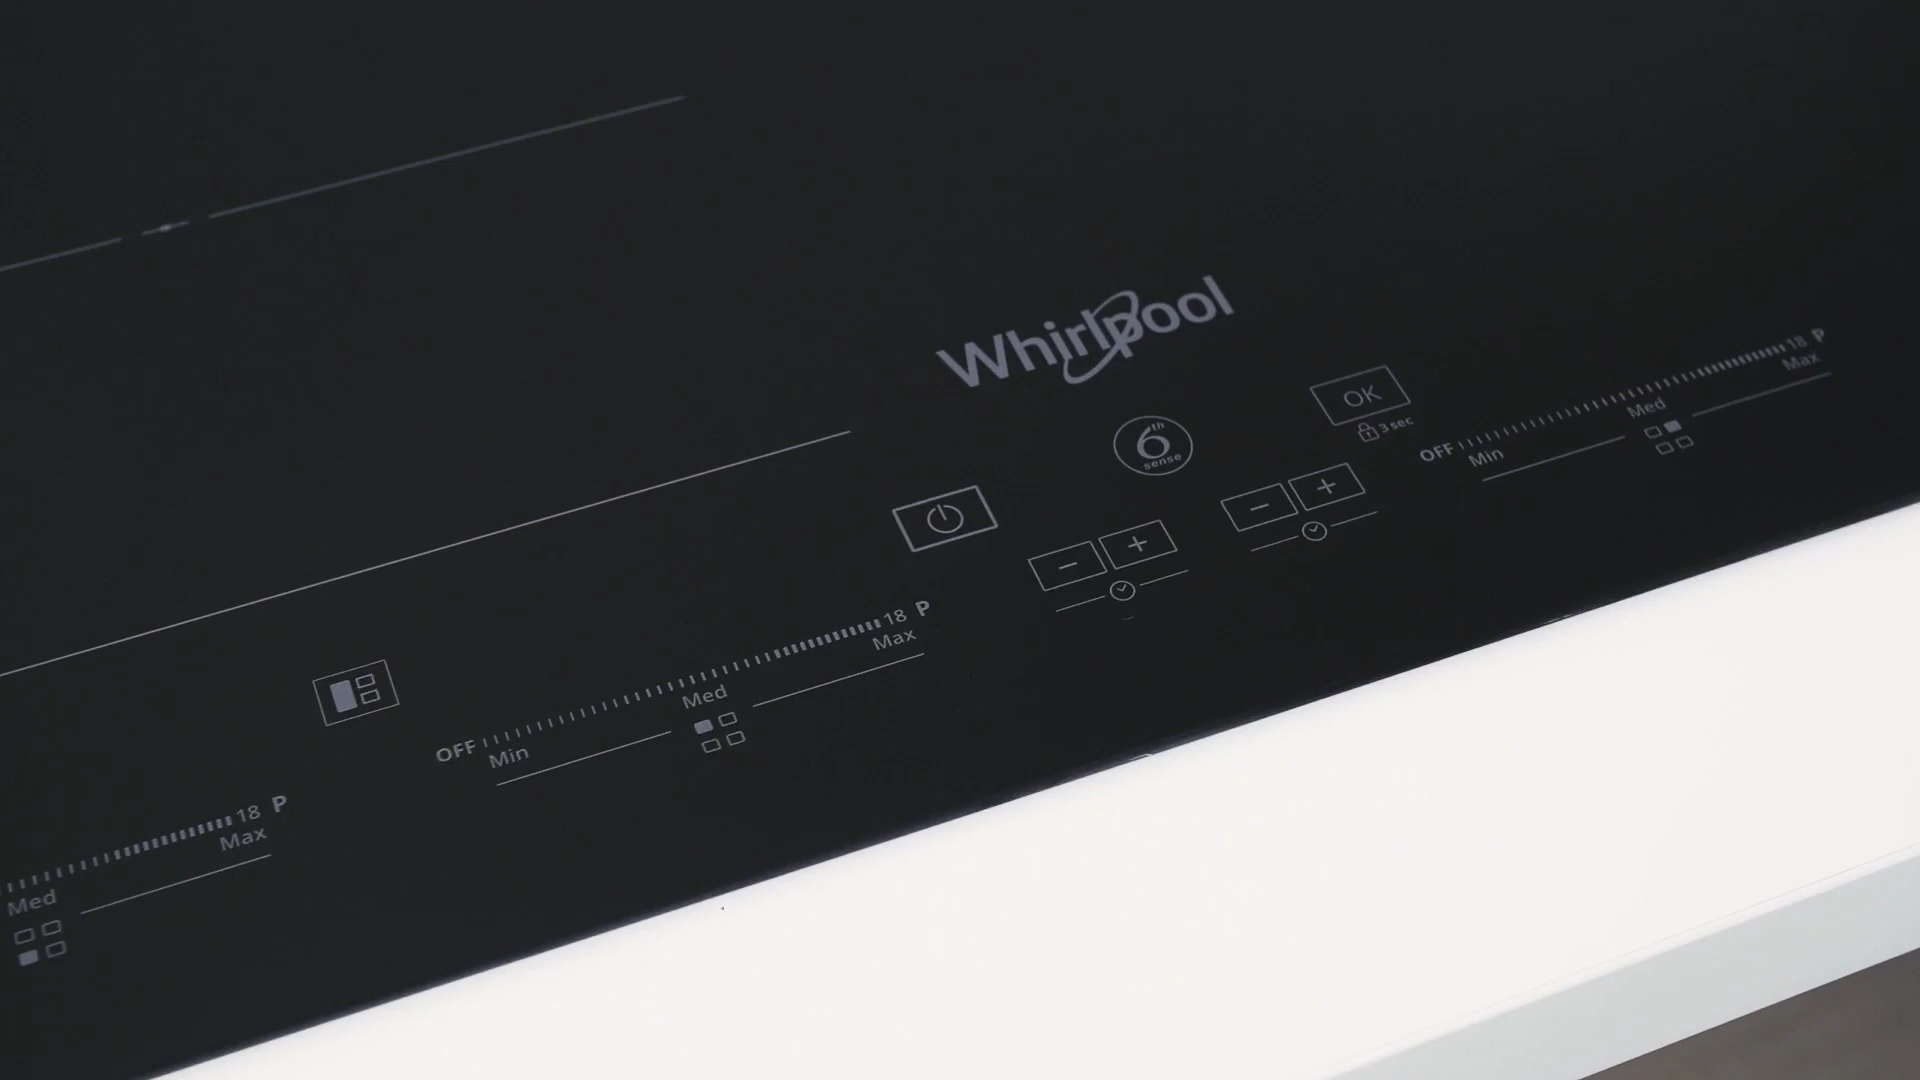 Whirlpool
6th
sense
OK
3 sec
18 P
OFF
Min
Med
Max
18 P
OFF
Min
Med
Max
18 P
Med
Max